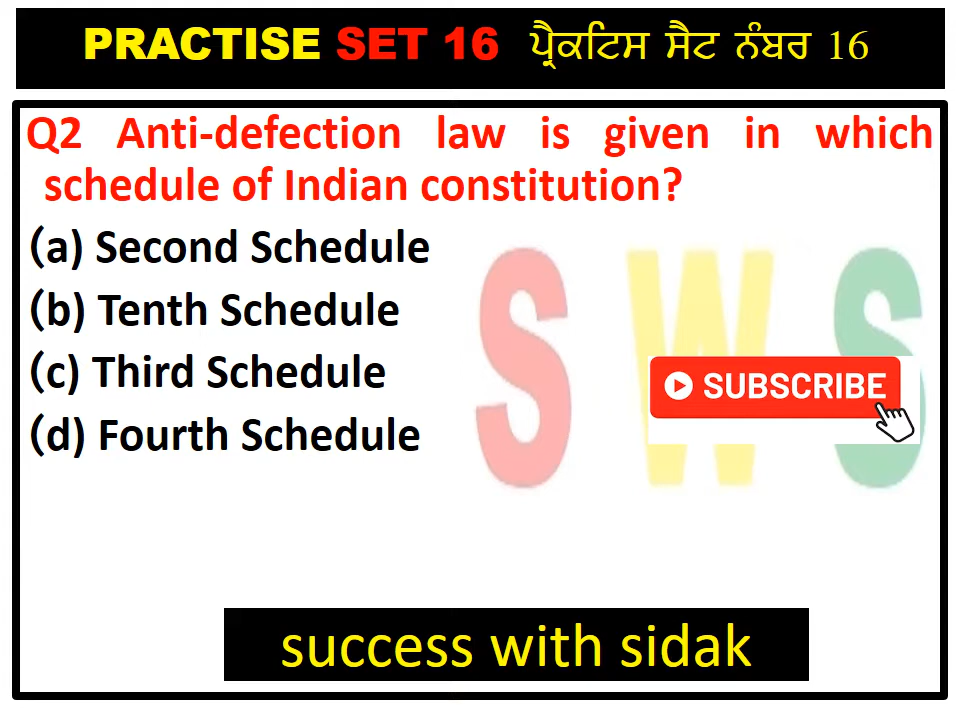 PRACTISE SET 16 ਪ੍ਰੈਕਟਿਸ ਸੈਟ ਨੰਬਰ 16
Q2 Anti-defection law is given in which
schedule of Indian constitution?
(a) Second Schedule
(b) Tenth Schedule
(c) Third Schedule
(d) Fourth Schedule
SWS
SUBSCRIBE
success with sidak